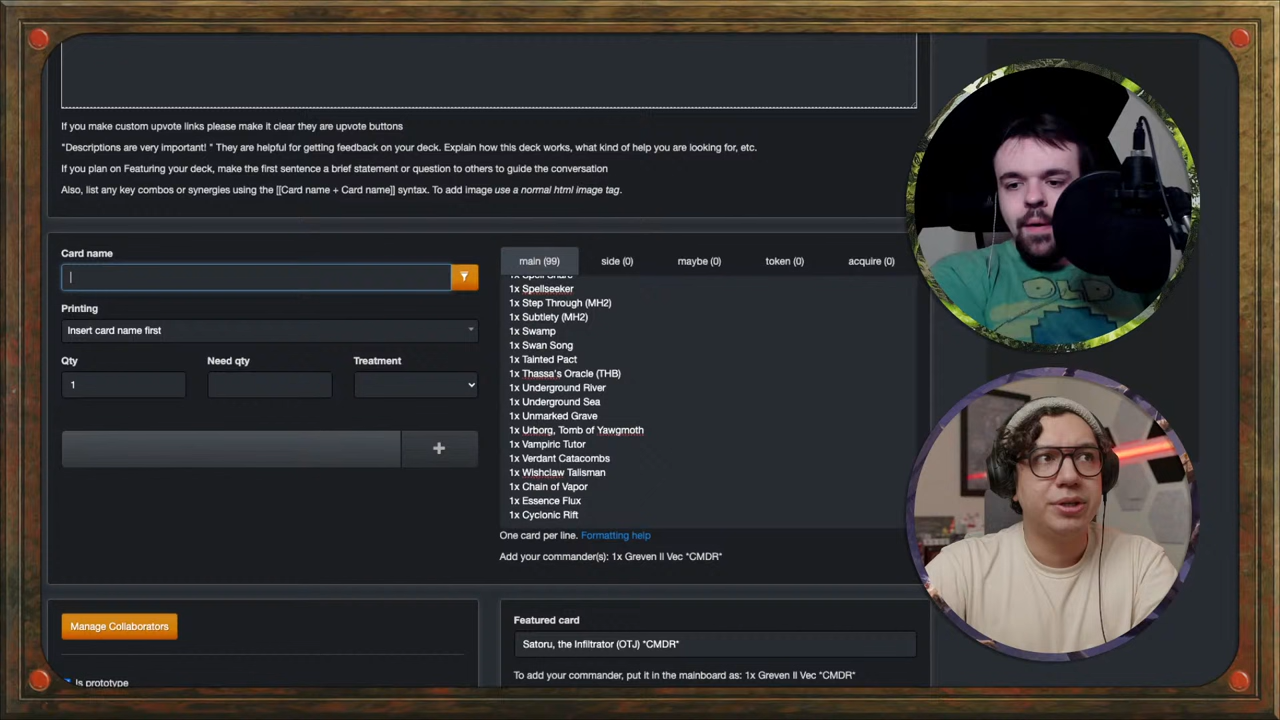 If you make custom upvote links please make it clear they are upvote buttons
"Descriptions are very important! " They are helpful for getting feedback on your deck. Explain how this deck works, what kind of help you are looking for, etc.
If you plan on Featuring your deck, make the first sentence a brief statement or question to others to guide the conversation
Also, list any key combos or synergies using the [[Card name + Card name]] syntax. To add image use a normal html image tag.
Card name
Printing
Insert card name first
Qty
Need qty
Treatment
1
+
main (99)
side (0)
maybe (0)
token (0)
acquire (0)
1x Spell Snare
1x Spellseeker
1x Step Through (MH2)
1x Subtlety (MH2)
1x Swamp
1x Swan Song
1x Tainted Pact
1x Thassa's Oracle (THB)
1x Underground River
1x Underground Sea
1x Unmarked Grave
1x Urborg, Tomb of Yawgmoth
1x Vampiric Tutor
1x Verdant Catacombs
1x Wishclaw Talisman
1x Chain of Vapor
1x Essence Flux
1x Cyclonic Rift
One card per line. Formatting help
Add your commander(s): 1x Greven Il Vec *CMDR*
Manage Collaborators
Is prototype
Featured card
Satoru, the Infiltrator (OTJ) *CMDR*
To add your commander, put it in the mainboard as: 1x Greven Il Vec *CMDR*
OLD